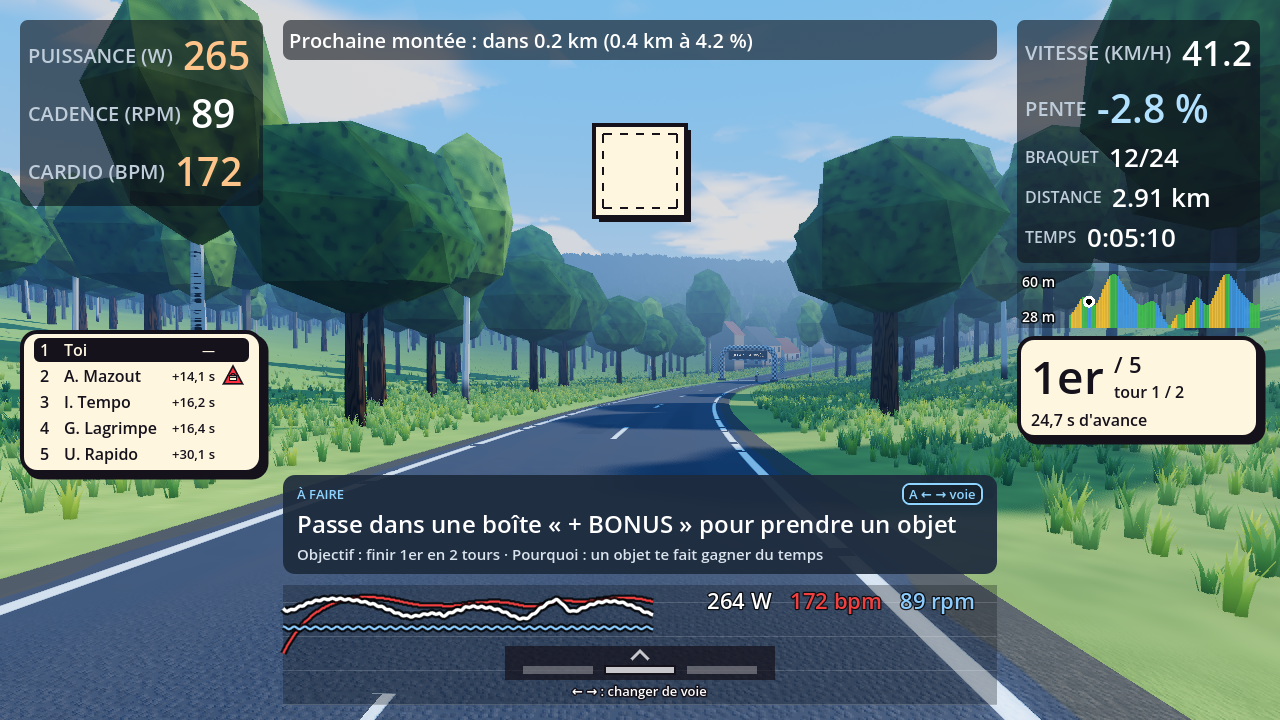 PUISSANCE (W) 265
CADENCE (RPM) 89
CARDIO (BPM) 172
Prochaine montée : dans 0.2 km (0.4 km à 4.2 %)
VITESSE (KM/H) 41.2
PENTE -2.8 %
BRAQUET 12/24
DISTANCE 2.91 km
TEMPS 0:05:10
60 m
28 m
1 Toi —
2 A. Mazout +14,1 s
3 I. Tempo +16,2 s
4 G. Lagrimpe +16,4 s
5 U. Rapido +30,1 s
1er / 5
tour 1 / 2
24,7 s d'avance
À FAIRE
A ← → voie
Passe dans une boîte « + BONUS » pour prendre un objet
Objectif : finir 1er en 2 tours · Pourquoi : un objet te fait gagner du temps
264 W 172 bpm 89 rpm
← → : changer de voie